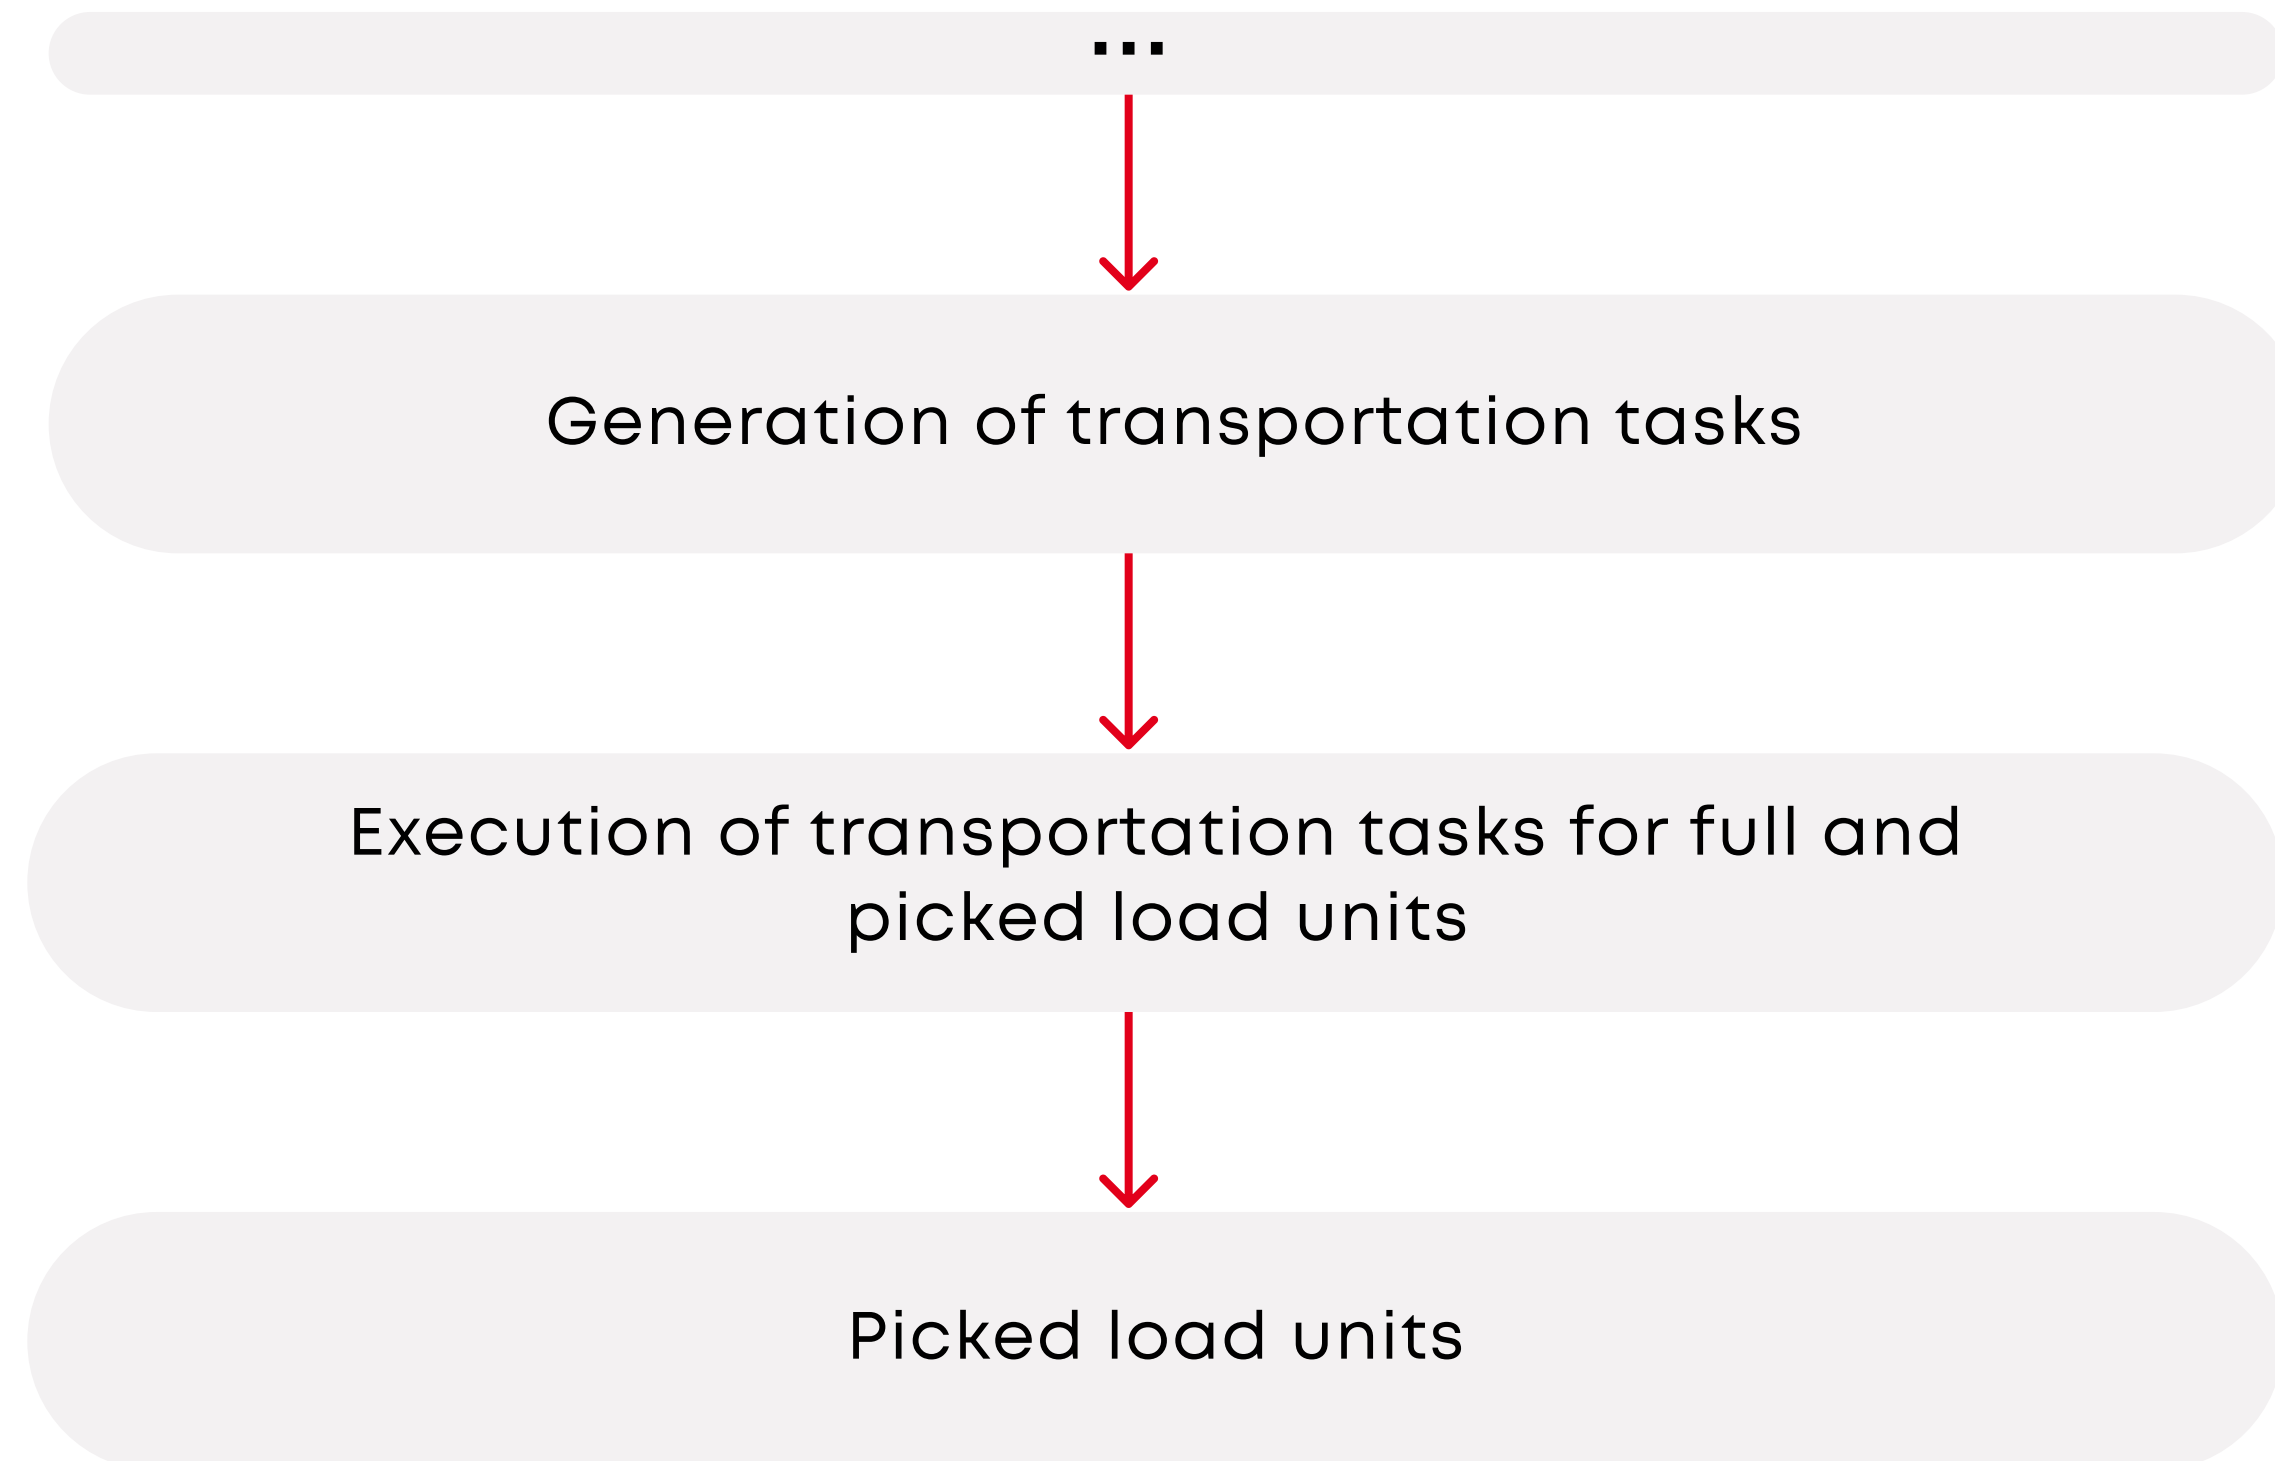 ...
Generation of transportation tasks
Execution of transportation tasks for full and
picked load units
Picked load units